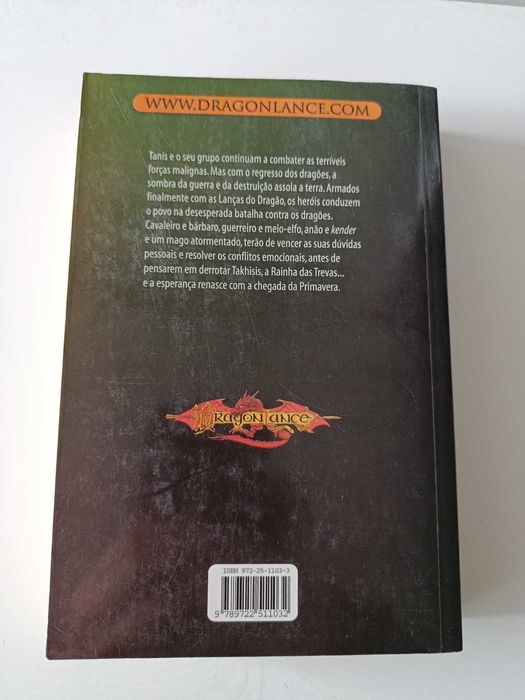 WWW.DRAGONLANCE.COM
Tanis e o seu grupo continuam a combater as terríveis
forças malignas. Mas com o regresso dos dragões, a
sombra da guerra e da destruição assola a terra. Armados
finalmente com as Lanças do Dragão, os heróis conduzem
o povo na desesperada batalha contra os dragões.
Cavaleiro e bárbaro, guerreiro e meio-elfo, anão e kender
e um mago atormentado, terão de vencer as suas dúvidas
pessoais e resolver os conflitos emocionais, antes de
pensarem em derrotar Takhisis, a Rainha das Trevas...
e a esperança renasce com a chegada da Primavera.
DRAGONLANCE
ISBN 972-25-1103-3
9 789722 511032